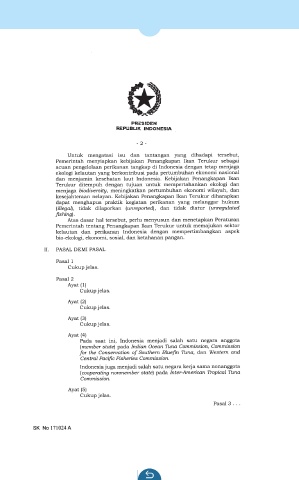 PRESIDEN
REPUBLIK INDONESIA
- 2 -
Untuk mengatasi isu dan tantangan yang dihadapi tersebut,
Pemerintah menyiapkan kebijakan Penangkapan Ikan Terukur sebagai
acuan pengelolaan perikanan tangkap di Indonesia dengan tetap menjaga
ekologi kelautan yang berkontribusi pada pertumbuhan ekonomi nasional
dan menjamin kesehatan laut Indonesia. Kebijakan Penangkapan Ikan
Terukur ditempuh dengan tujuan untuk mempertahankan ekologi dan
menjaga biodiversity, meningkatkan pertumbuhan ekonomi wilayah, dan
kesejahteraan nelayan. Kebijakan Penangkapan Ikan Terukur diharapkan
dapat menghapus praktik kegiatan perikanan yang melanggar hukum
(illegal), tidak dilaporkan (unreported), dan tidak diatur (unregulated
fishing).
Atas dasar hal tersebut, perlu menyusun dan menetapkan Peraturan
Pemerintah tentang Penangkapan Ikan Terukur untuk memajukan sektor
kelautan dan perikanan Indonesia dengan mempertimbangkan aspek
bio-ekologi, ekonomi, sosial, dan ketahanan pangan.
II. PASAL DEMI PASAL
Pasal 1
Cukup jelas.
Pasal 2
Ayat (1)
Cukup jelas.
Ayat (2)
Cukup jelas.
Ayat (3)
Cukup jelas.
Ayat (4)
Pada saat ini, Indonesia menjadi salah satu negara anggota
(member state) pada Indian Ocean Tuna Commission, Commission
for the Conservation of Southern Bluefin Tuna, dan Western and
Central Pacific Fisheries Commission.
Indonesia juga menjadi salah satu negara kerja sama nonanggota
(cooperating nonmember state) pada Inter-American Tropical Tuna
Commission.
Ayat (5)
Cukup jelas.
Pasal 3 . . .
SK No 171024 A